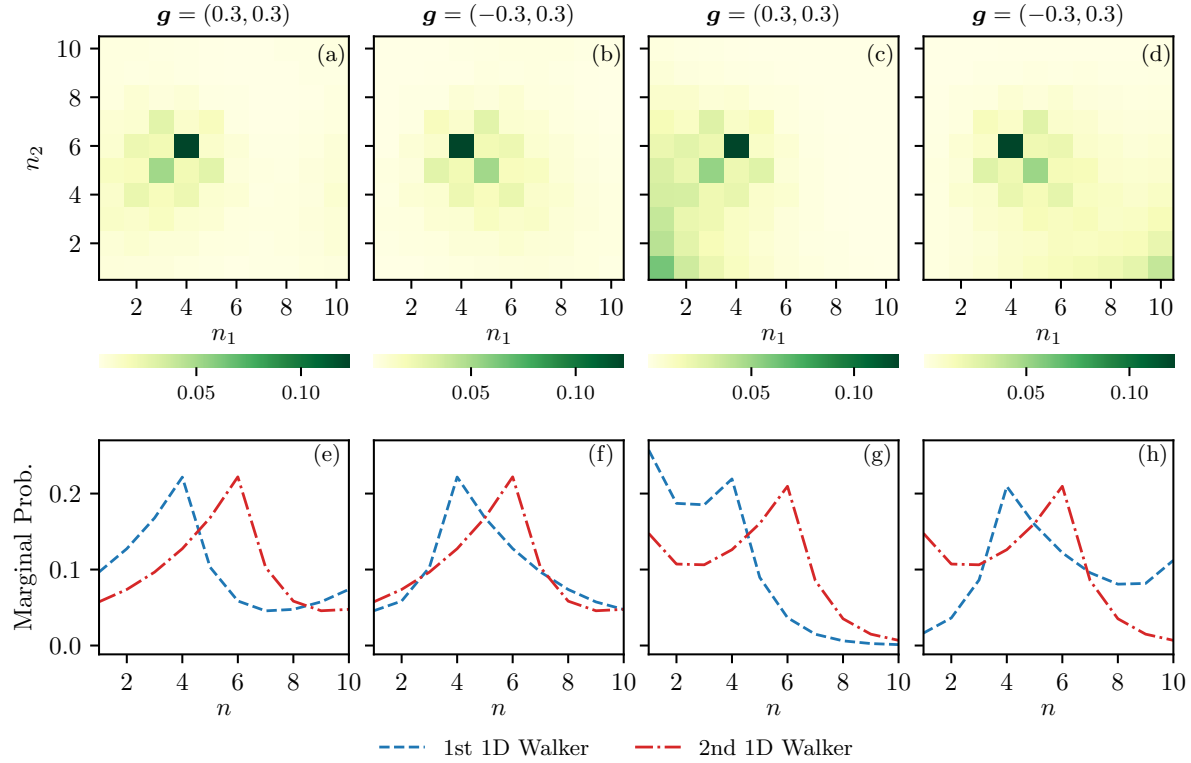 g = (0.3, 0.3)
g = (−0.3, 0.3)
g = (0.3, 0.3)
g = (−0.3, 0.3)
(a)
(b)
(c)
(d)
10
8
6
4
2
n₂
2 4 6 8 10
2 4 6 8 10
2 4 6 8 10
2 4 6 8 10
n₁
n₁
n₁
n₁
0.05 0.10
0.05 0.10
0.05 0.10
0.05 0.10
(e)
(f)
(g)
(h)
Marginal Prob.
0.2
0.1
0.0
2 4 6 8 10
2 4 6 8 10
2 4 6 8 10
2 4 6 8 10
n
n
n
n
1st 1D Walker
2nd 1D Walker